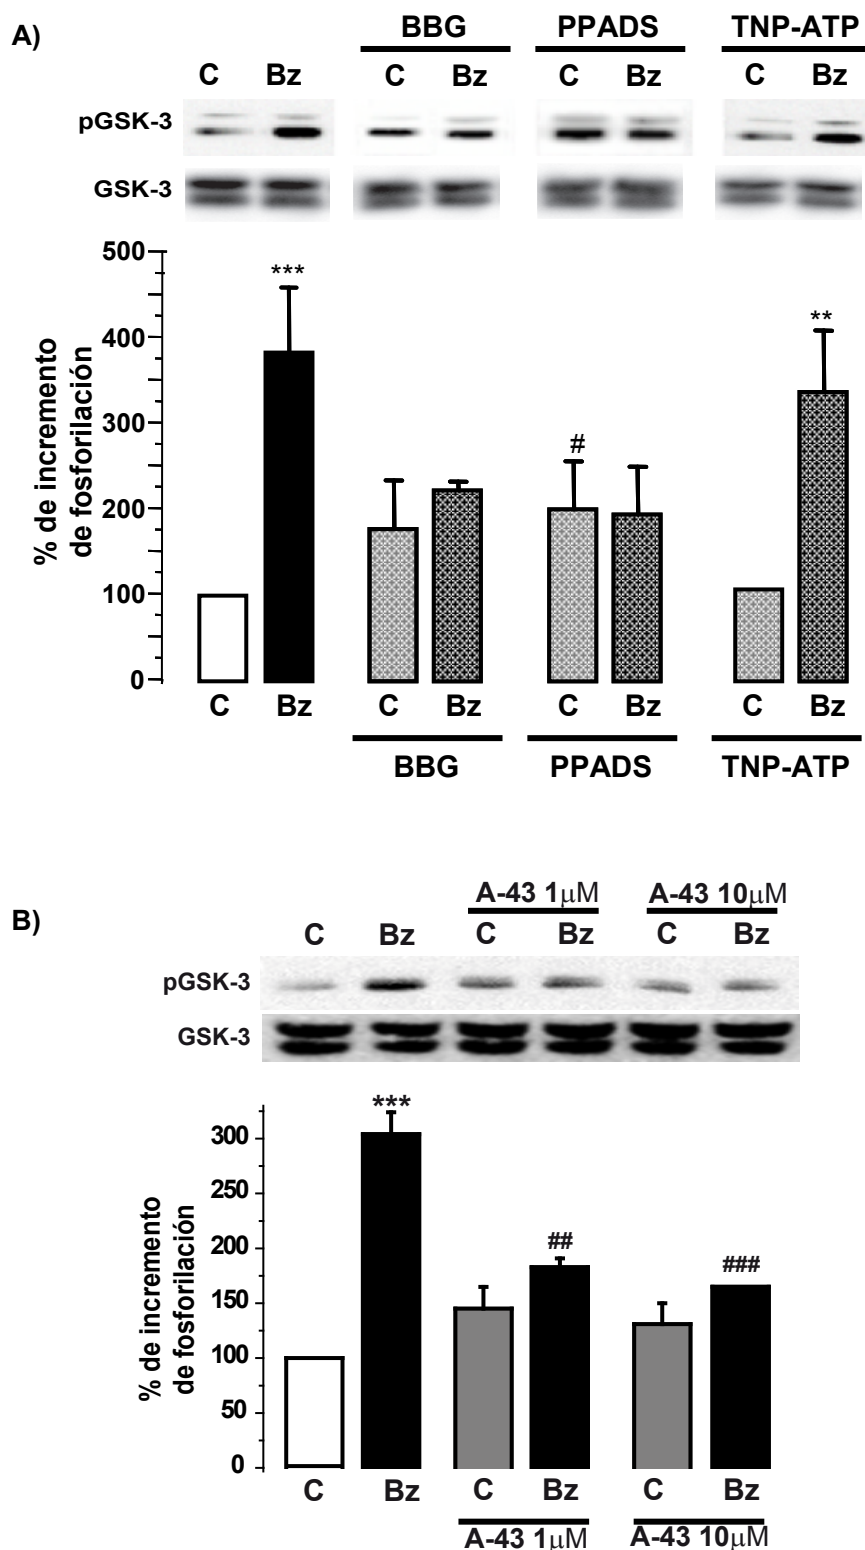 A)
BBG PPADS TNP-ATP
C Bz C Bz C Bz C Bz
pGSK-3
GSK-3
500
400
300
200
100
0
% de incremento
de fosforilación
***
#
**
C Bz C Bz C Bz C Bz
BBG PPADS TNP-ATP
B)
A-43 1μM A-43 10μM
C Bz C Bz C Bz
pGSK-3
GSK-3
300
250
200
150
100
50
0
% de incremento
de fosforilación
***
##
###
C Bz C Bz C Bz
A-43 1μM A-43 10μM